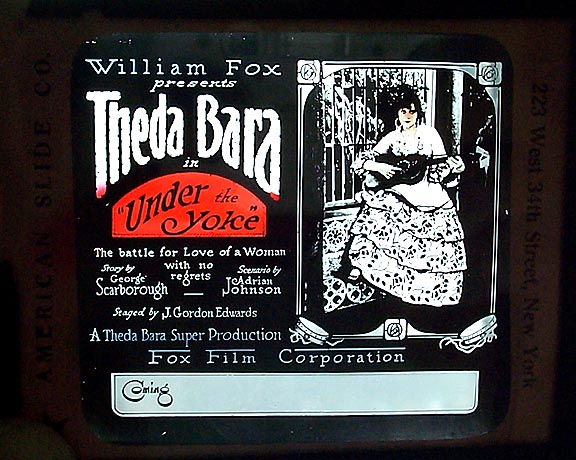 William Fox
presents
Theda Bara
in
"Under the
Yoke"
The battle for Love of a Woman
with no
regrets
Story by
George
Scarborough
—
Scenario by
Adrian
Johnson
Staged by J. Gordon Edwards
A Theda Bara Super Production
Fox Film Corporation
Coming
AMERICAN SLIDE CO.
223 West 34th Street, New York